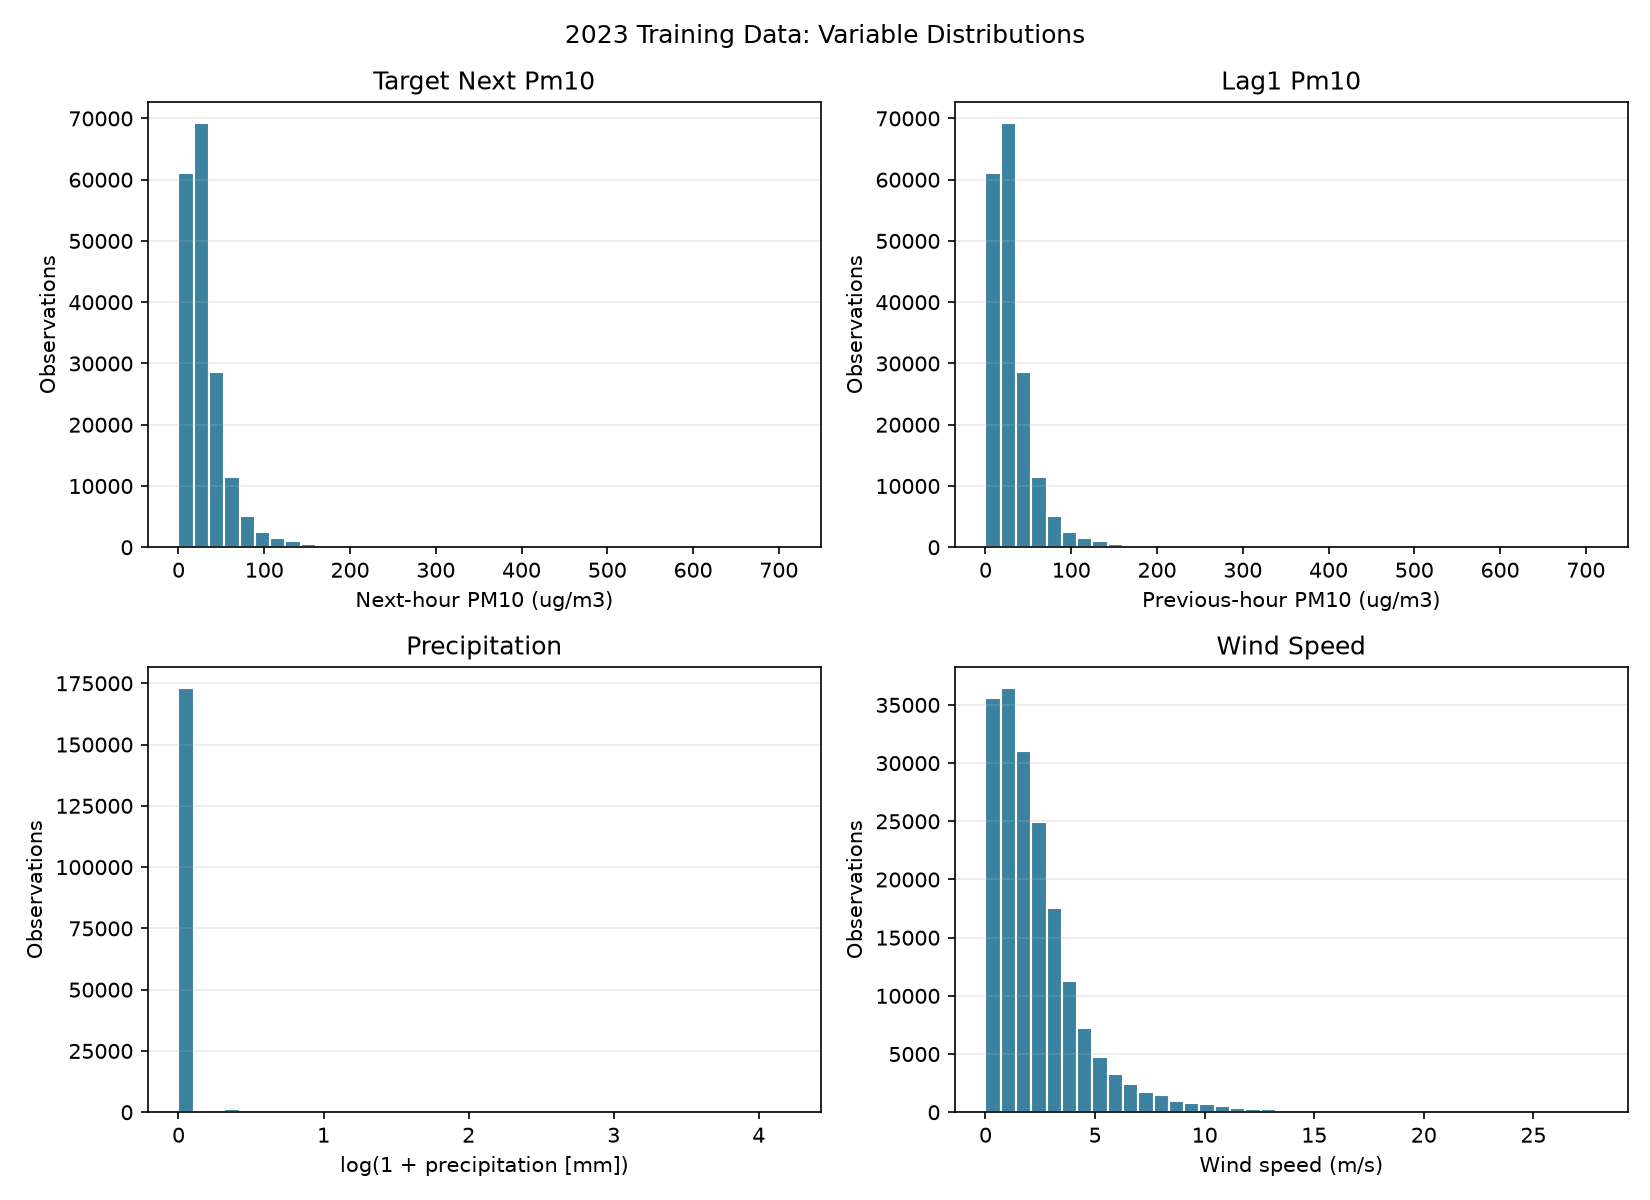 2023 Training Data: Variable Distributions
Target Next Pm10
70000
60000
50000
40000
30000
20000
10000
0
Observations
0 100 200 300 400 500 600 700
Next-hour PM10 (ug/m3)
Lag1 Pm10
70000
60000
50000
40000
30000
20000
10000
0
Observations
0 100 200 300 400 500 600 700
Previous-hour PM10 (ug/m3)
Precipitation
175000
150000
125000
100000
75000
50000
25000
0
Observations
0 1 2 3 4
log(1 + precipitation [mm])
Wind Speed
35000
30000
25000
20000
15000
10000
5000
0
Observations
0 5 10 15 20 25
Wind speed (m/s)